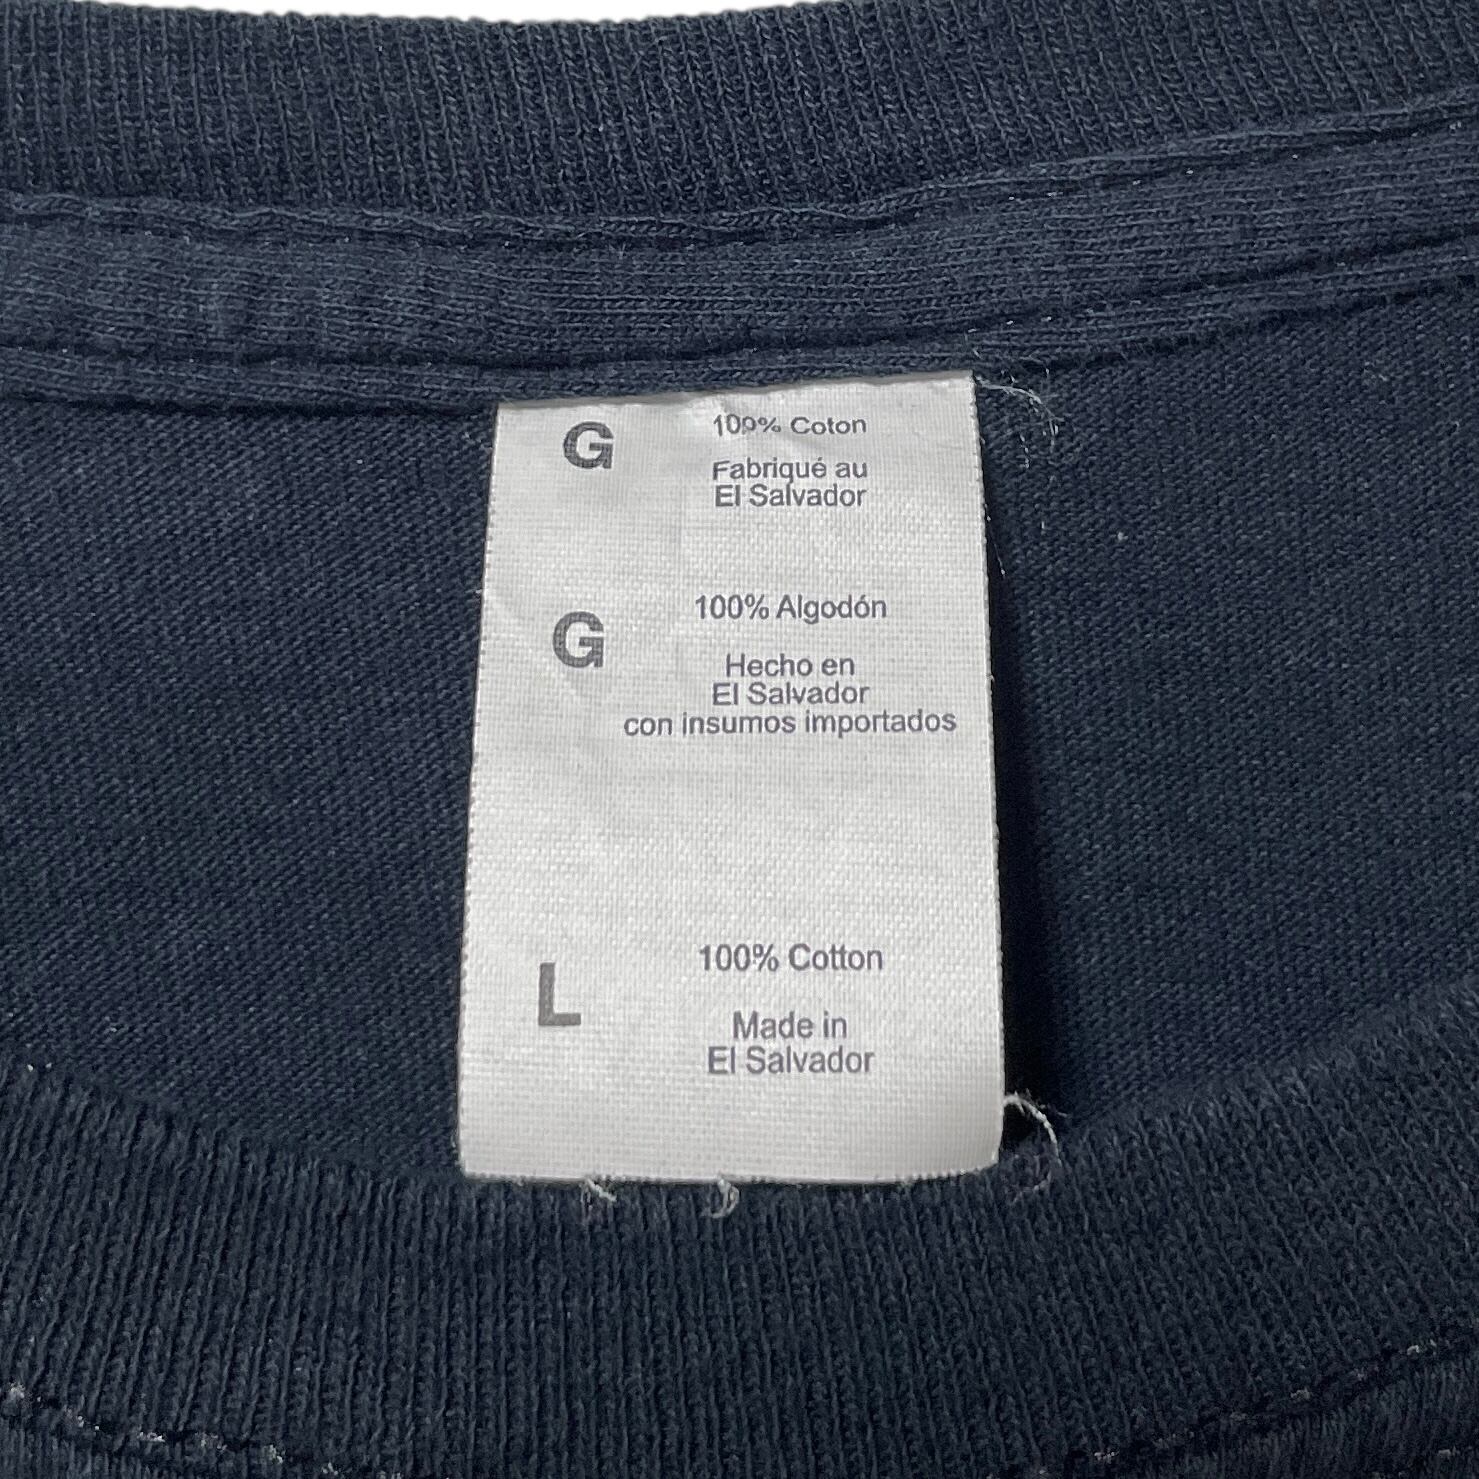 G
100% Coton
Fabriqué au
El Salvador
G
100% Algodón
Hecho en
El Salvador
con insumos importados
L
100% Cotton
Made in
El Salvador